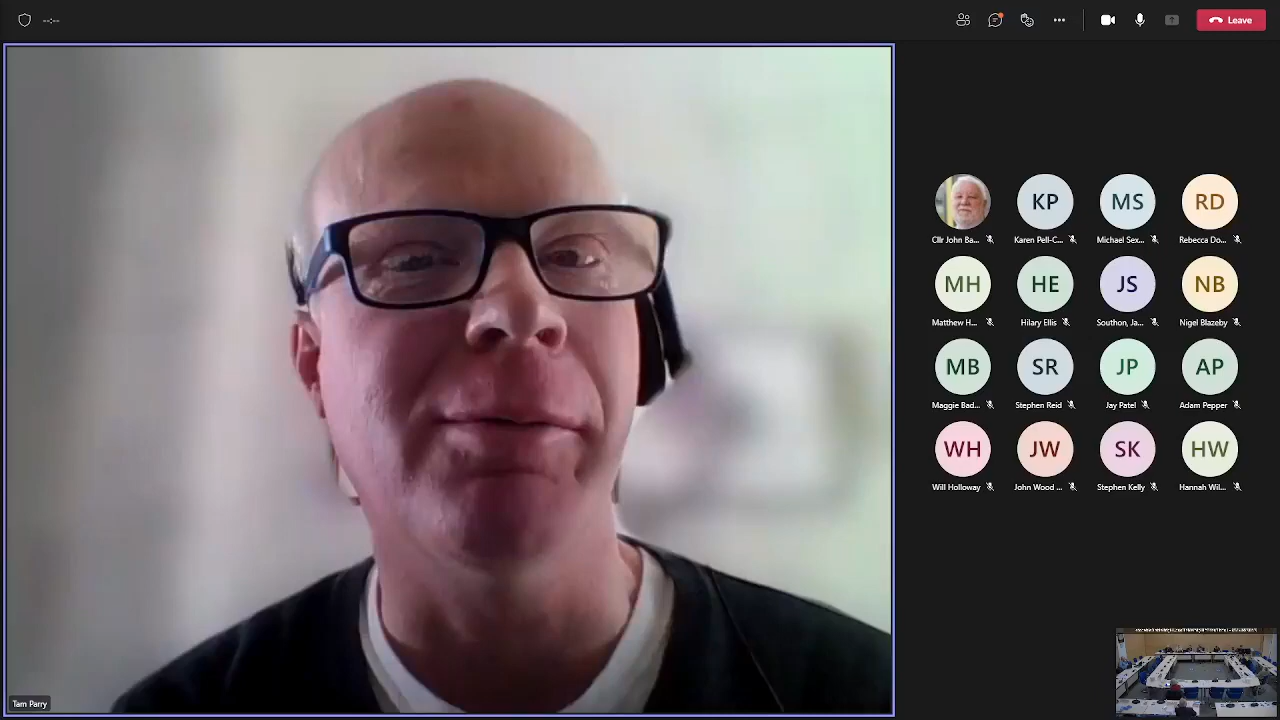 --:--
Leave
KP
MS
RD
Cllr John Ba...
Karen Pell-C...
Michael Sex...
Rebecca Do...
MH
HE
JS
NB
Matthew H...
Hilary Ellis
Southon, Ja...
Nigel Blazeby
MB
SR
JP
AP
Maggie Bad...
Stephen Reid
Jay Patel
Adam Pepper
WH
JW
SK
HW
Will Holloway
John Wood ...
Stephen Kelly
Hannah Wil...
Tam Parry